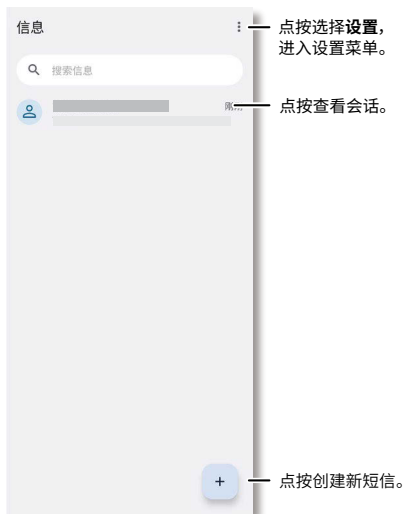 信息
点按选择设置，
进入设置菜单。
搜索信息
点按查看会话。
点按创建新短信。